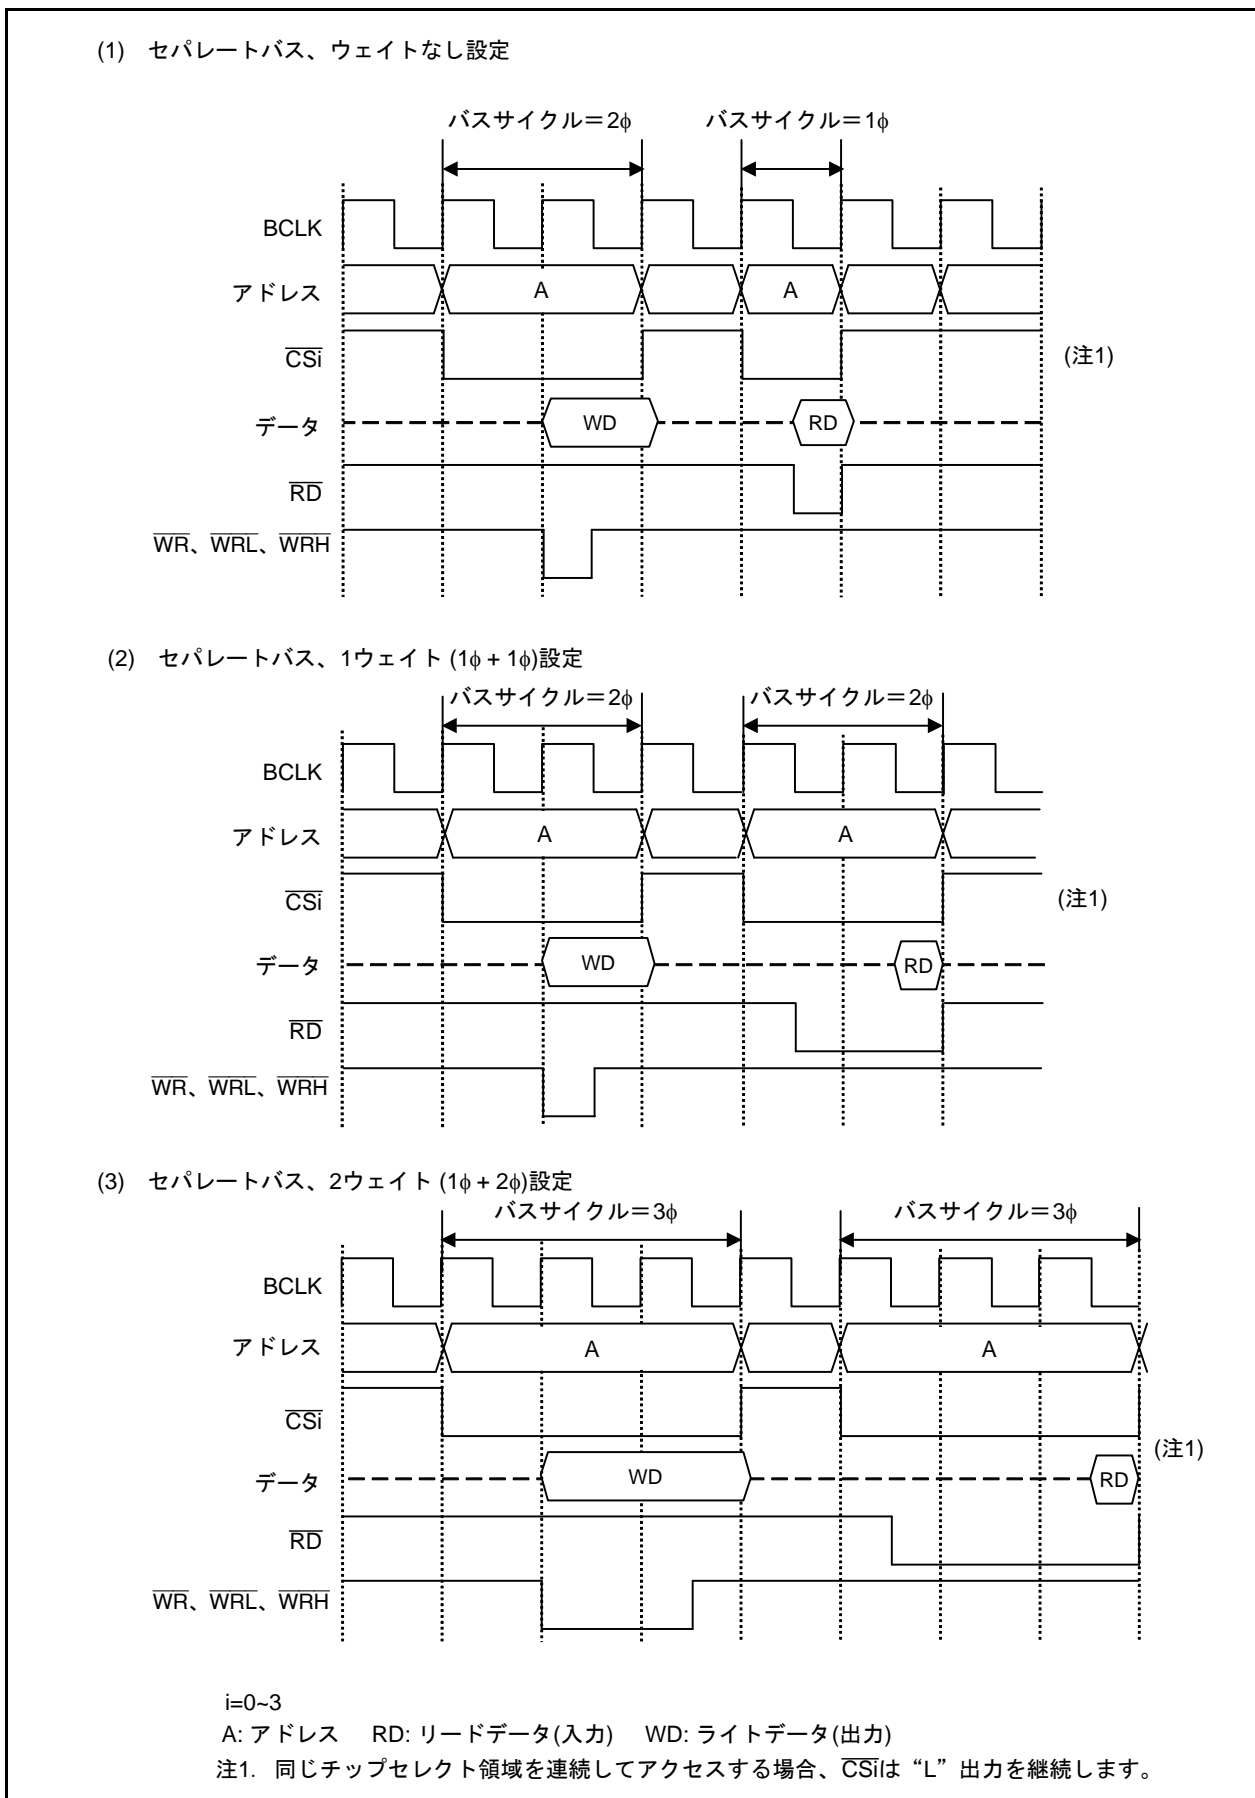 (1) セパレートバス、ウェイトなし設定
バスサイクル＝2φ バスサイクル＝1φ
BCLK
アドレス A A
CSi (注1)
データ WD RD
RD
WR、WRL、WRH
(2) セパレートバス、1ウェイト (1φ + 1φ)設定
バスサイクル＝2φ バスサイクル＝2φ
BCLK
アドレス A A
CSi (注1)
データ WD RD
RD
WR、WRL、WRH
(3) セパレートバス、2ウェイト (1φ + 2φ)設定
バスサイクル＝3φ バスサイクル＝3φ
BCLK
アドレス A A
CSi (注1)
データ WD RD
RD
WR、WRL、WRH
i=0~3
A: アドレス RD: リードデータ(入力) WD: ライトデータ(出力)
注1. 同じチップセレクト領域を連続してアクセスする場合、CSiは“L”出力を継続します。